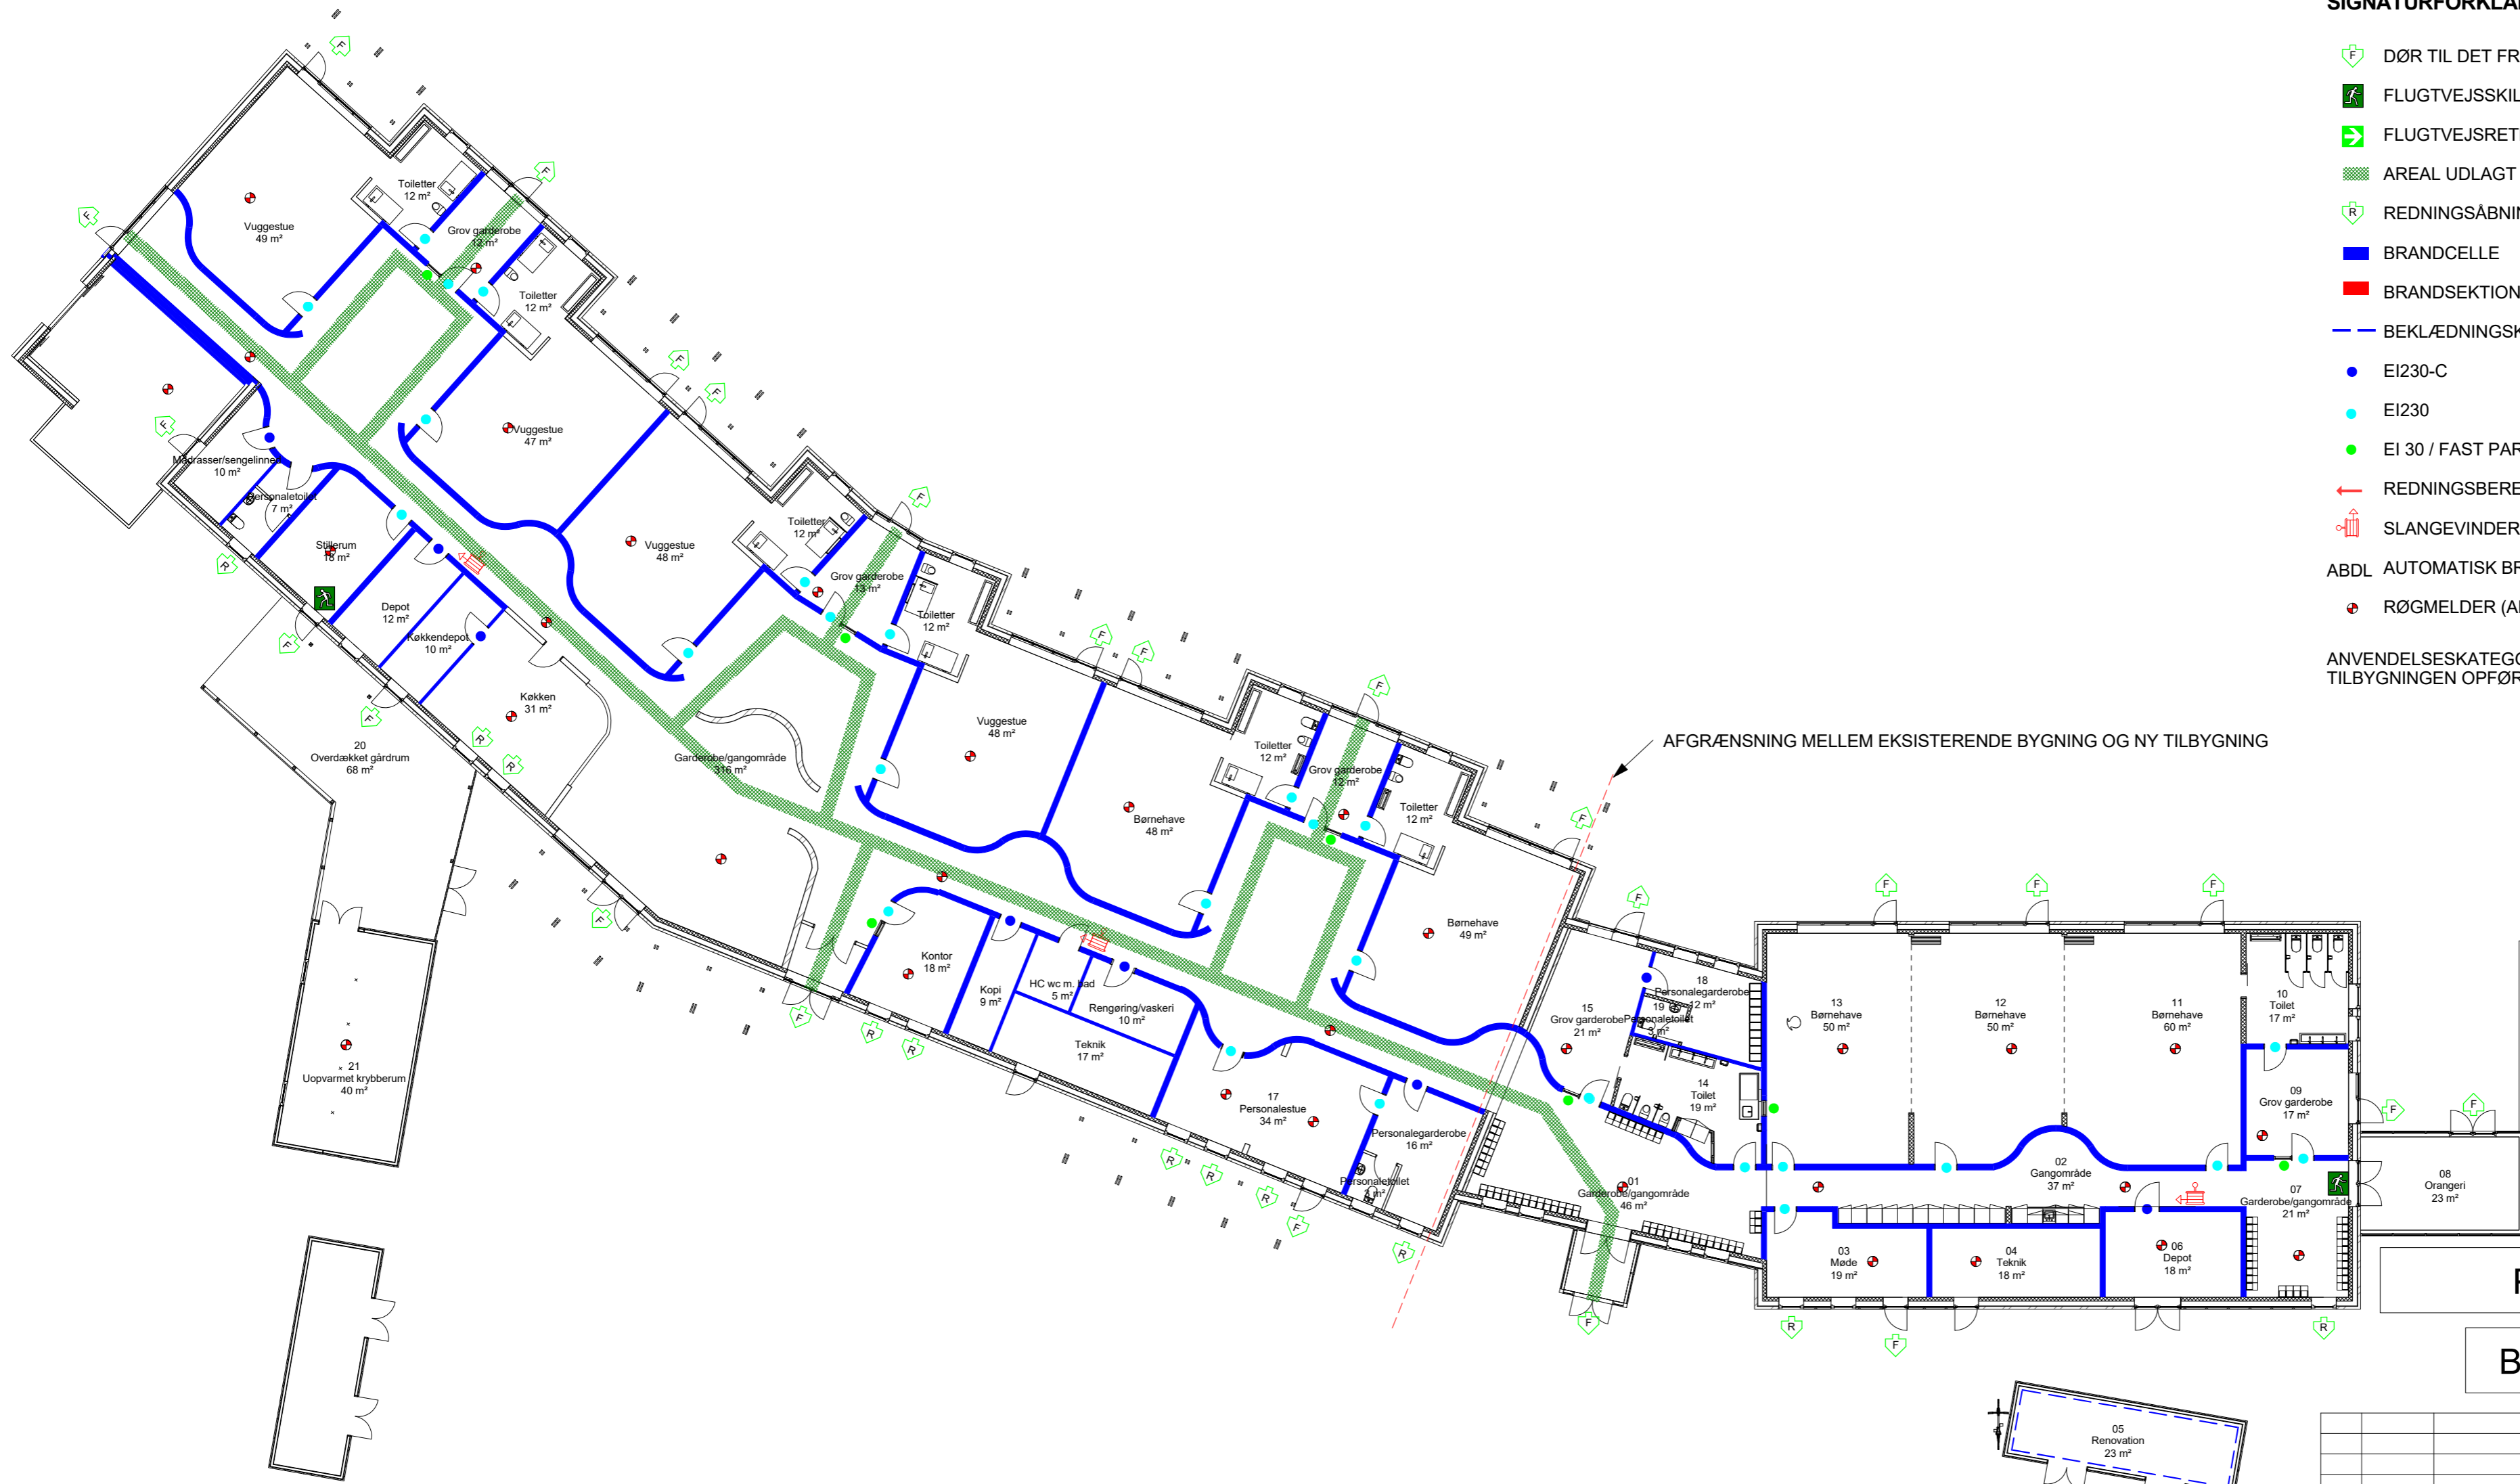 DØR TIL DET FR
FLUGTVEJSSKIL
FLUGTVEJSRET
AREAL UDLAGT
REDNINGSÅBNIN
BRANDCELLE
BRANDSEKTION
BEKLÆDNINGSK
EI230-C
EI230
EI 30 / FAST PAR
REDNINGSBERE
SLANGEVINDER
ABDL AUTOMATISK BR
RØGMELDER (A
ANVENDELSESKATEGO
TILBYGNINGEN OPFØR
AFGRÆNSNING MELLEM EKSISTERENDE BYGNING OG NY TILBYGNING
Vuggestue
49 m²
Toiletter
12 m²
Grov garderobe
12 m²
Toiletter
12 m²
Vuggestue
47 m²
Madrasser/sengelinned
10 m²
Personaletoilet
7 m²
Stillerum
18 m²
Depot
12 m²
Køkkendepot
10 m²
Køkken
31 m²
Vuggestue
48 m²
Toiletter
12 m²
Grov garderobe
13 m²
Toiletter
12 m²
Garderobe/gangområde
316 m²
Vuggestue
48 m²
Børnehave
48 m²
Toiletter
12 m²
Grov garderobe
12 m²
Toiletter
12 m²
Børnehave
49 m²
20
Overdækket gårdrum
68 m²
21
Uopvarmet krybberum
40 m²
Kontor
18 m²
Kopi
9 m²
HC wc m. bad
5 m²
Rengøring/vaskeri
10 m²
Teknik
17 m²
17
Personalestue
34 m²
Personalegarderobe
16 m²
Personaletoilet
3 m²
15
Grov garderobe
21 m²
18
Personalegarderobe
12 m²
19
Personaletoilet
3 m²
14
Toilet
19 m²
01
Garderobe/gangområde
46 m²
13
Børnehave
50 m²
12
Børnehave
50 m²
11
Børnehave
60 m²
10
Toilet
17 m²
09
Grov garderobe
17 m²
02
Gangområde
37 m²
07
Garderobe/gangområde
21 m²
08
Orangeri
23 m²
03
Møde
19 m²
04
Teknik
18 m²
06
Depot
18 m²
05
Renovation
23 m²
B